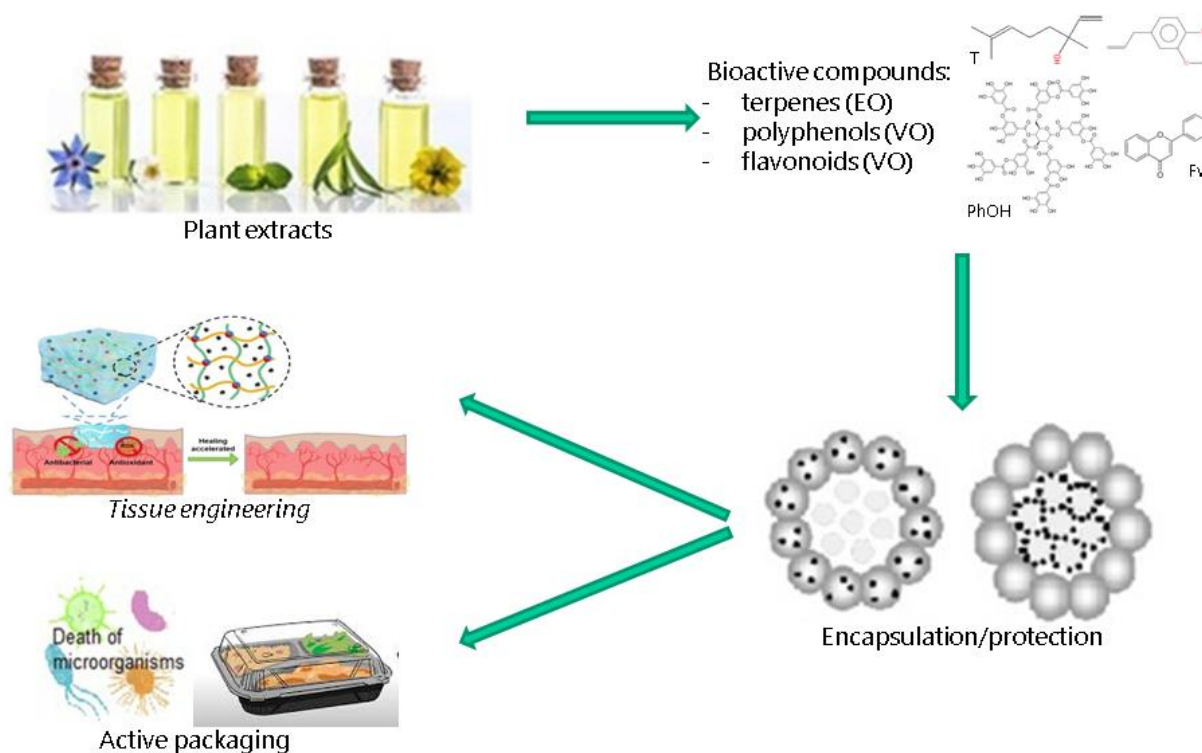 Plant extracts
Bioactive compounds:
- terpenes (EO)
- polyphenols (VO)
- flavonoids (VO)
T
PhOH
Fv
Antibacterial
Antioxidant
Healing
accelerated
Tissue engineering
Encapsulation/protection
Death of
microorganisms
Active packaging